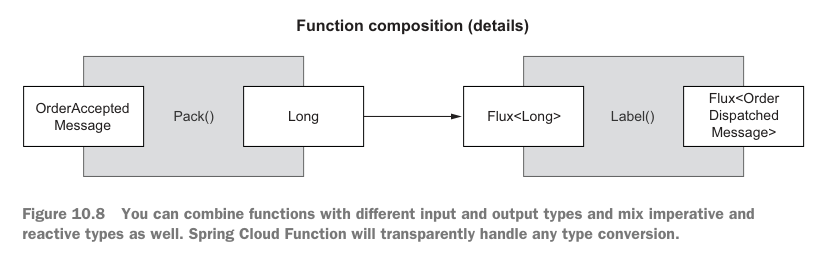 Function composition (details)
OrderAccepted
Message
Pack()
Long
Flux<Long>
Label()
Flux<Order
Dispatched
Message>
Figure 10.8 You can combine functions with different input and output types and mix imperative and
reactive types as well. Spring Cloud Function will transparently handle any type conversion.